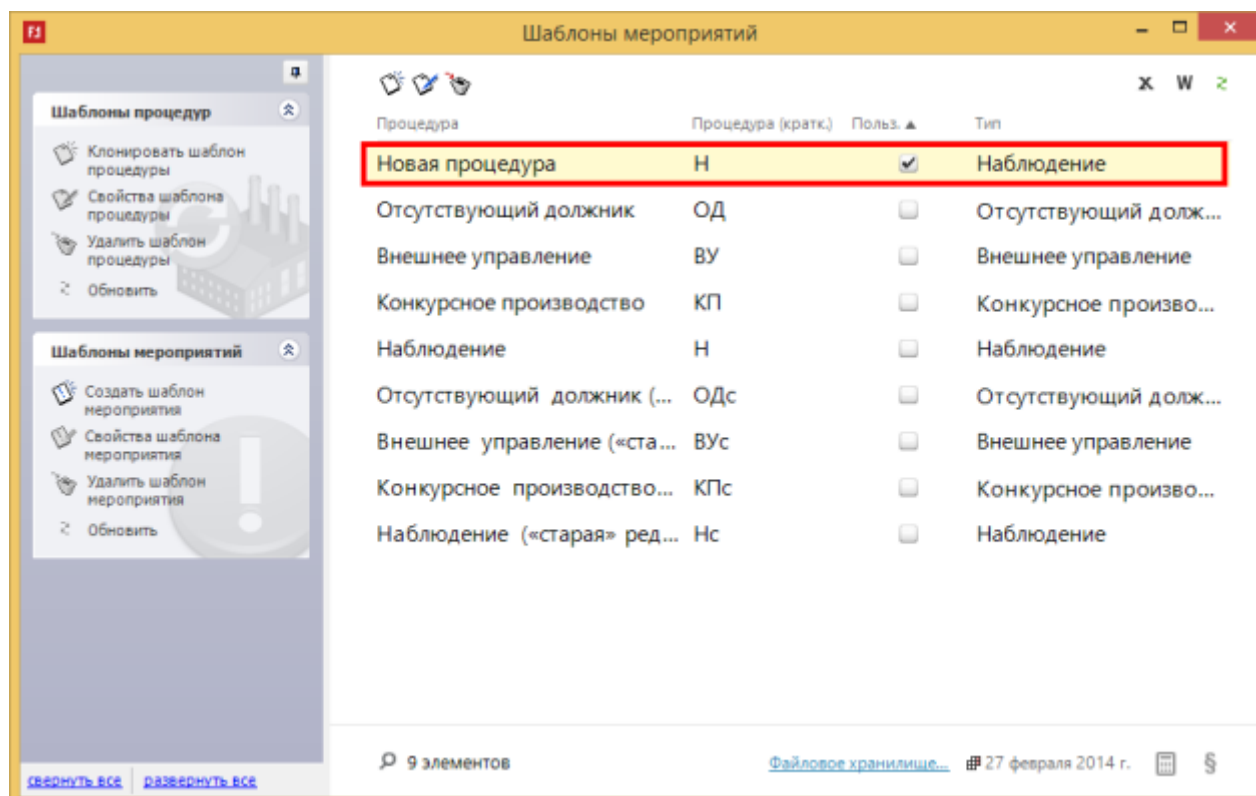 Шаблоны мероприятий
Шаблоны процедур
Клонировать шаблон
процедуры
Свойства шаблона
процедуры
Удалить шаблон
процедуры
Обновить
Шаблоны мероприятий
Создать шаблон
мероприятия
Свойства шаблона
мероприятия
Удалить шаблон
мероприятия
Обновить
свернуть все развернуть все
X W
Процедура Процедура (кратк.) Польз. Тип
Новая процедура Н Наблюдение
Отсутствующий должник ОД Отсутствующий долж...
Внешнее управление ВУ Внешнее управление
Конкурсное производство КП Конкурсное произво...
Наблюдение Н Наблюдение
Отсутствующий должник (... ОДс Отсутствующий долж...
Внешнее управление («ста... ВУс Внешнее управление
Конкурсное производство... КПс Конкурсное произво...
Наблюдение («старая» ред... Нс Наблюдение
9 элементов Файловое хранилище... 27 февраля 2014 г. §